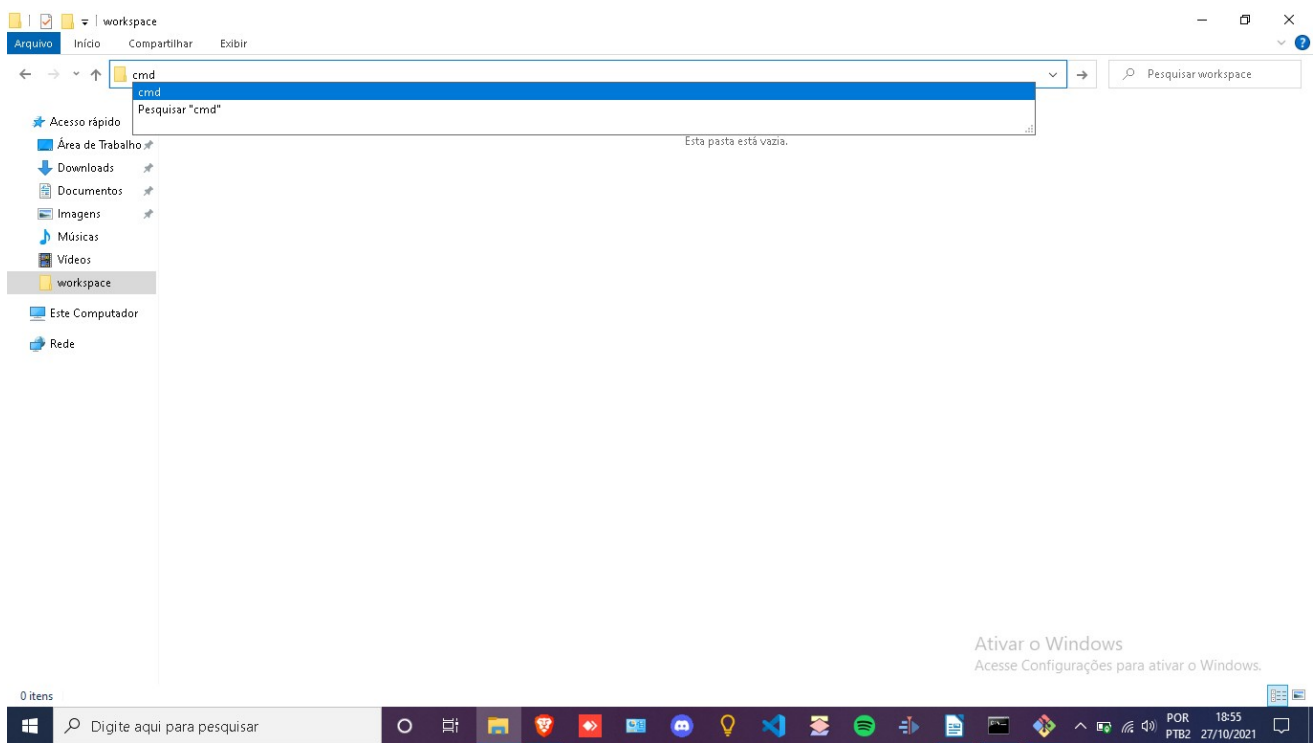 workspace
Arquivo Início Compartilhar Exibir
cmd
Pesquisar workspace
cmd
Pesquisar "cmd"
Esta pasta está vazia.
Acesso rápido
Área de Trabalho
Downloads
Documentos
Imagens
Músicas
Vídeos
workspace
Este Computador
Rede
Ativar o Windows
Acesse Configurações para ativar o Windows.
0 itens
Digite aqui para pesquisar
POR 18:55
PTB2 27/10/2021